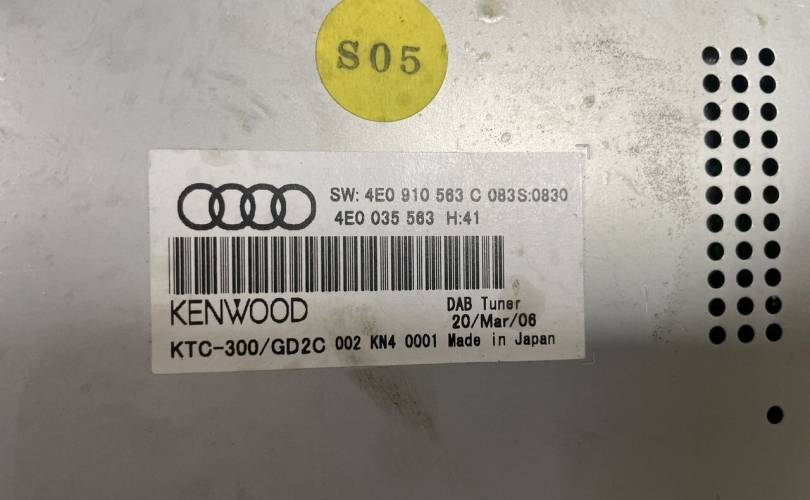 S05
SW: 4E0 910 563 C 083S:0830
4E0 035 563 H:41
KENWOOD
DAB Tuner
20/Mar/06
KTC-300/GD2C 002 KN4 0001 Made in Japan